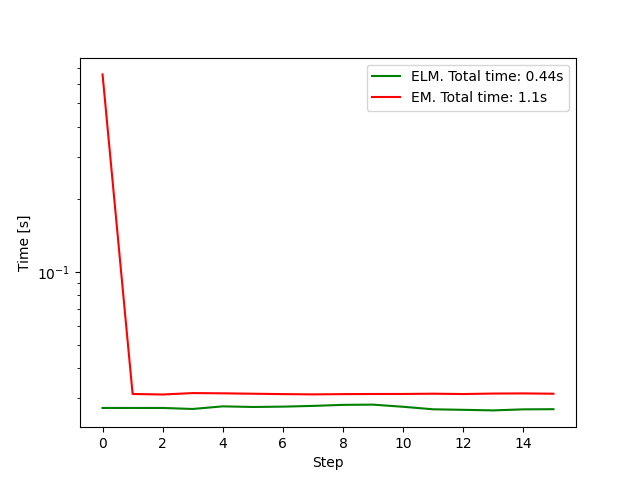 ELM. Total time: 0.44s
EM. Total time: 1.1s
Time [s]
10⁻¹
0 2 4 6 8 10 12 14
Step